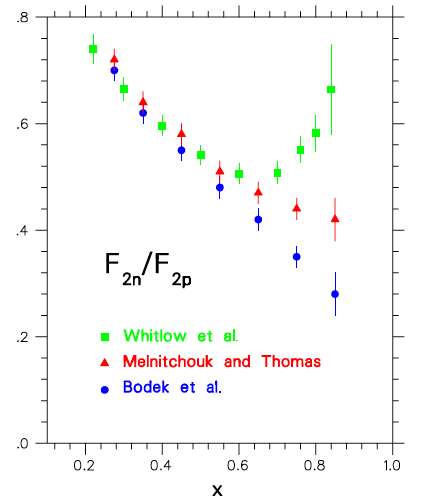 .8
.6
.4
.2
.0
F2n/F2p
Whitlow et al.
Melnitchouk and Thomas
Bodek et al.
0.2 0.4 0.6 0.8 1.0
x